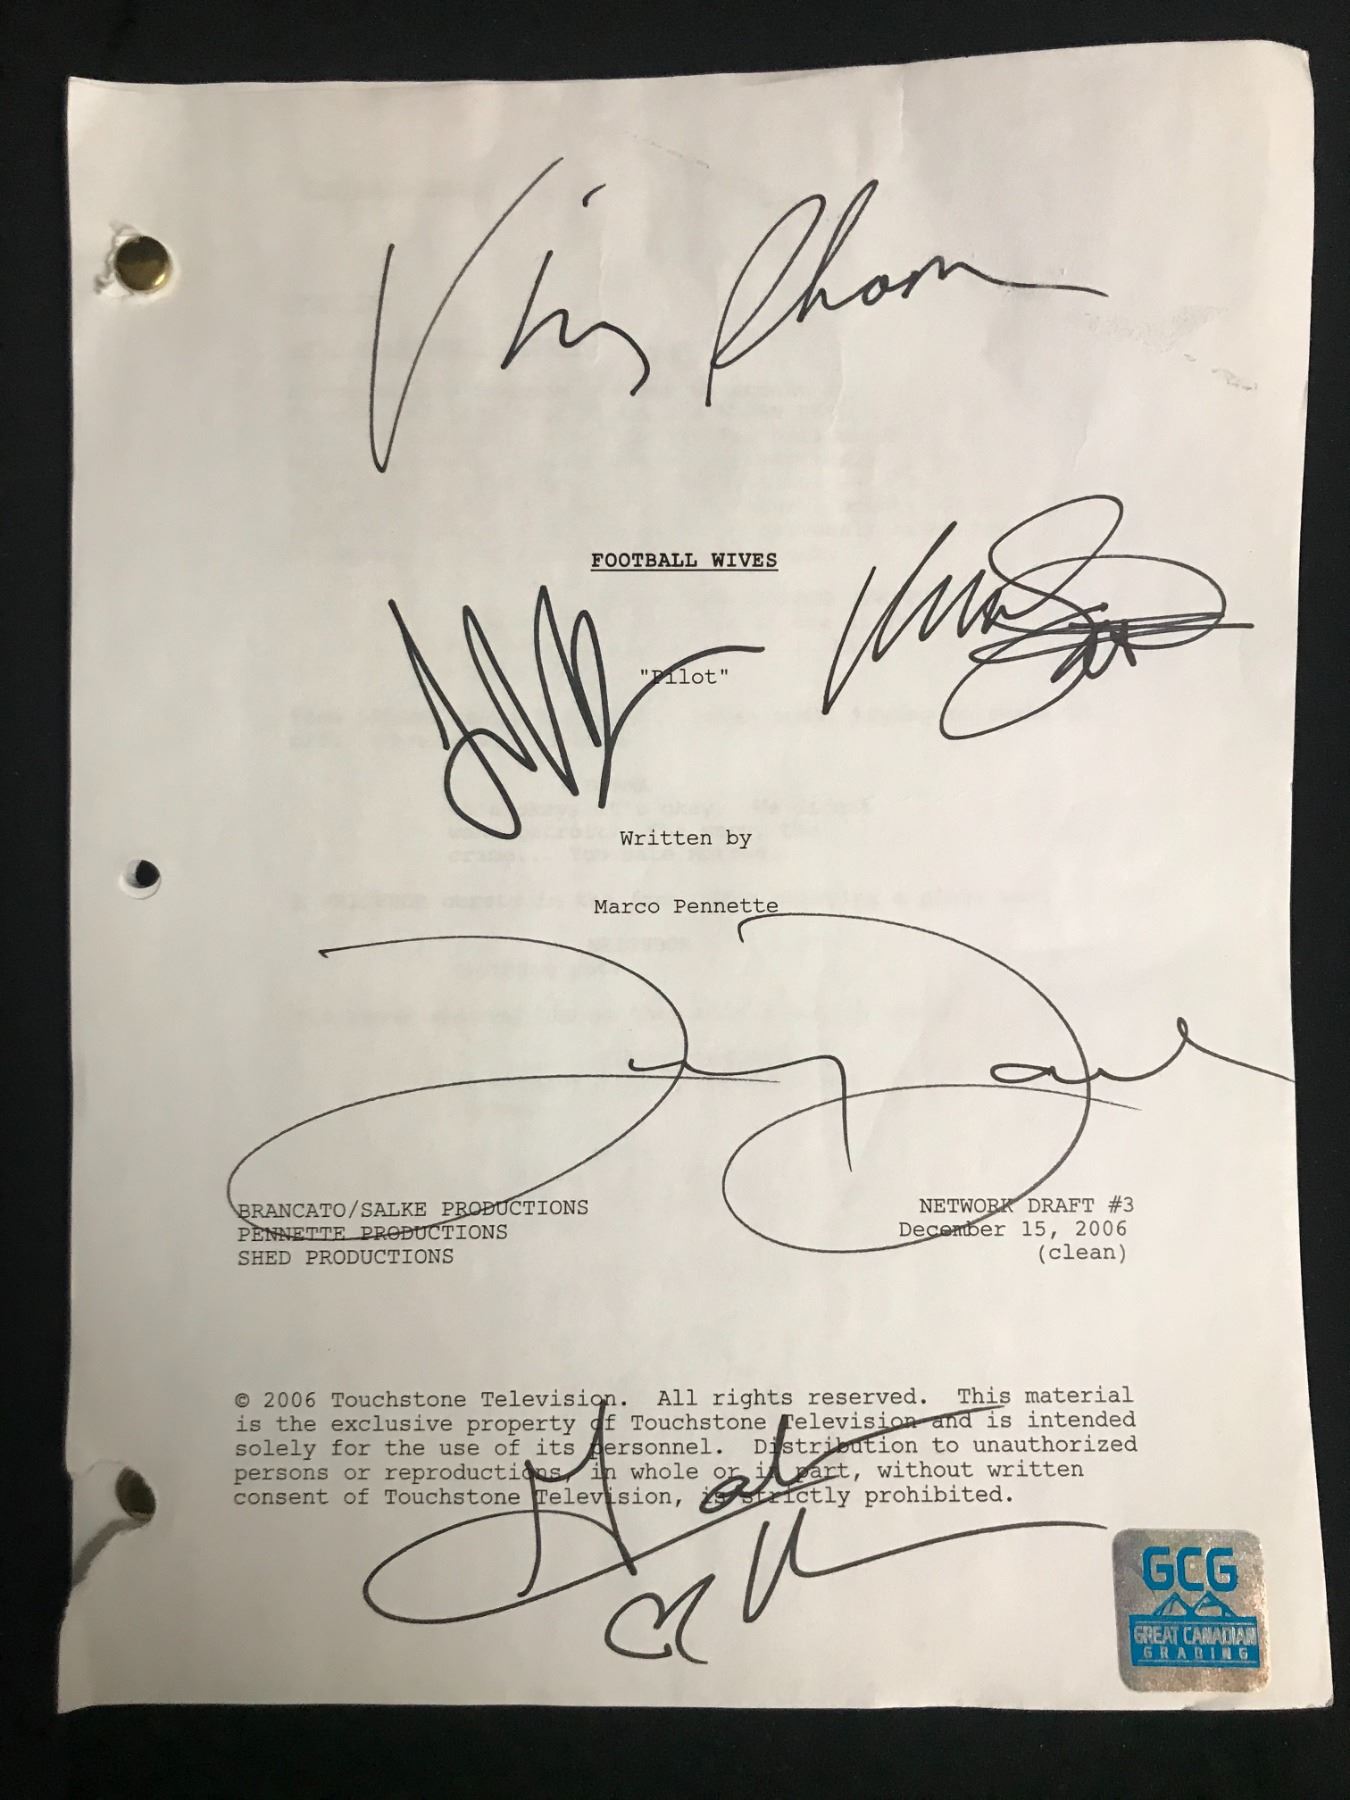 Ving Rhames
FOOTBALL WIVES
"Pilot"
Written by
Marco Pennette
BRANCATO/SALKE PRODUCTIONS
PENNETTE PRODUCTIONS
SHED PRODUCTIONS
NETWORK DRAFT #3
December 15, 2006
(clean)
© 2006 Touchstone Television. All rights reserved. This material
is the exclusive property of Touchstone Television and is intended
solely for the use of its personnel. Distribution to unauthorized
persons or reproductions, in whole or in part, without written
consent of Touchstone Television, is strictly prohibited.
GCG
GREAT CANADIAN
GRADING